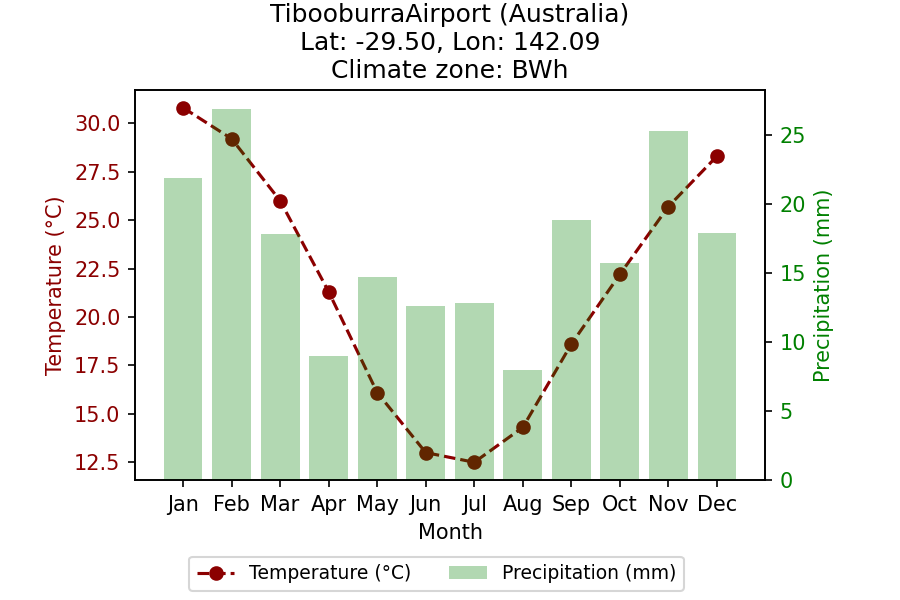 TibooburraAirport (Australia)
Lat: -29.50, Lon: 142.09
Climate zone: BWh
30.0
27.5
25.0
22.5
20.0
17.5
15.0
12.5
Temperature (°C)
25
20
15
10
5
0
Precipitation (mm)
Jan Feb Mar Apr May Jun Jul Aug Sep Oct Nov Dec
Month
Temperature (°C) Precipitation (mm)